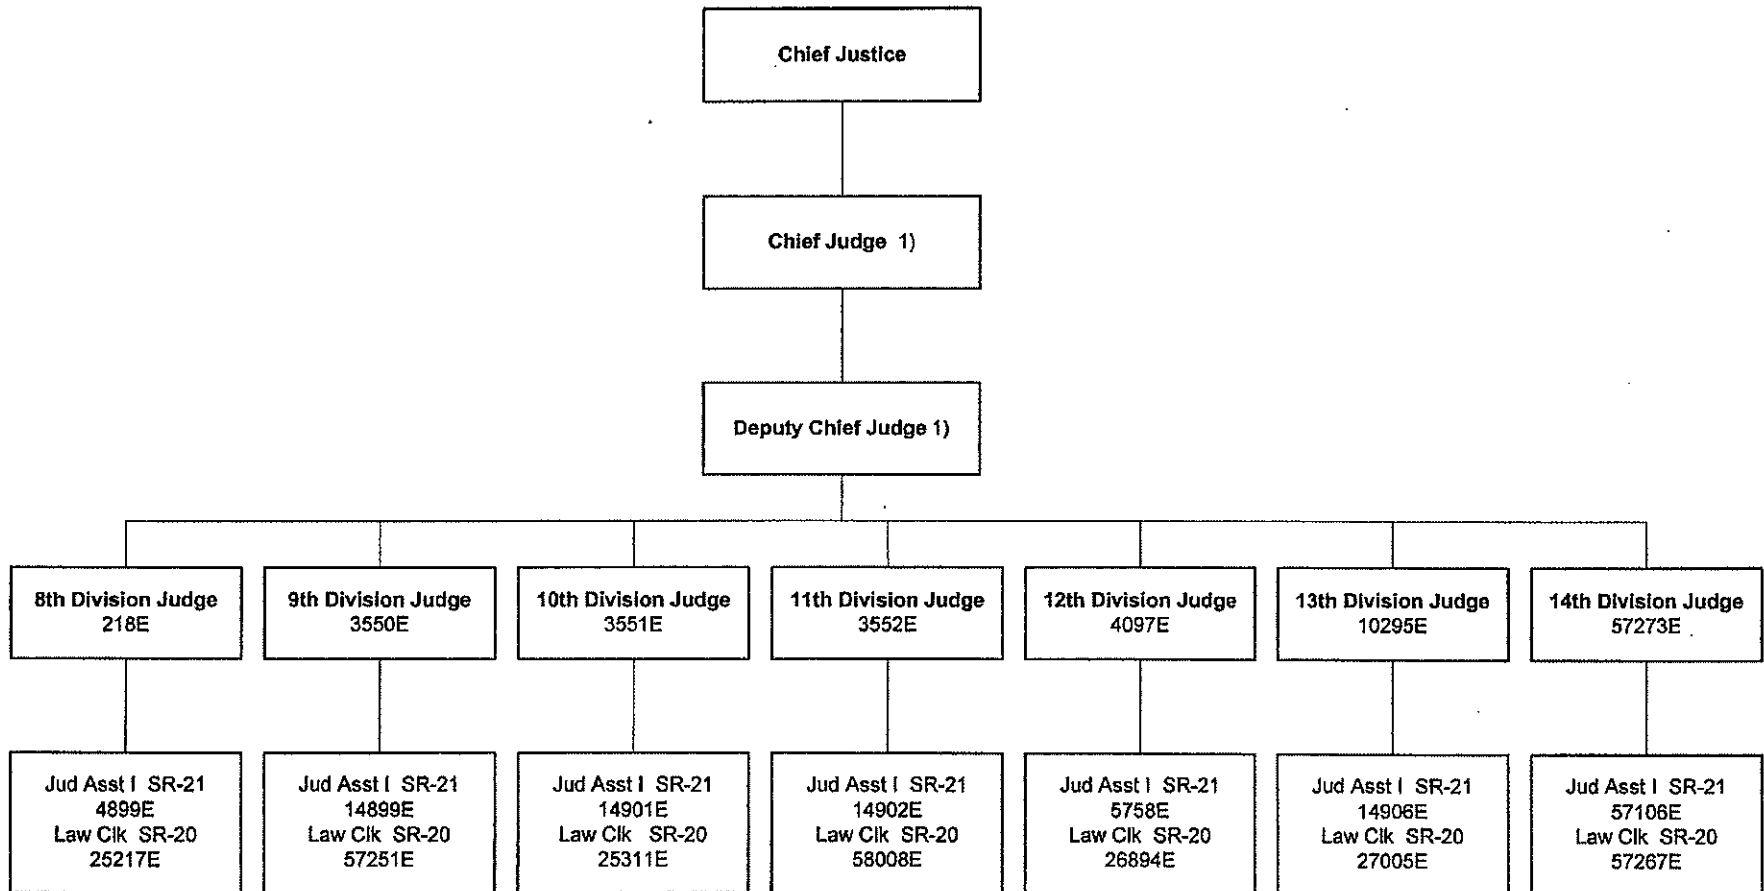 Chief Justice
Chief Judge 1)
Deputy Chief Judge 1)
8th Division Judge
218E
9th Division Judge
3550E
10th Division Judge
3551E
11th Division Judge
3552E
12th Division Judge
4097E
13th Division Judge
10295E
14th Division Judge
57273E
Jud Asst I SR-21
4899E
Law Clk SR-20
25217E
Jud Asst I SR-21
14899E
Law Clk SR-20
57251E
Jud Asst I SR-21
14901E
Law Clk SR-20
25311E
Jud Asst I SR-21
14902E
Law Clk SR-20
58008E
Jud Asst I SR-21
5758E
Law Clk SR-20
26894E
Jud Asst I SR-21
14906E
Law Clk SR-20
27005E
Jud Asst I SR-21
57106E
Law Clk SR-20
57267E